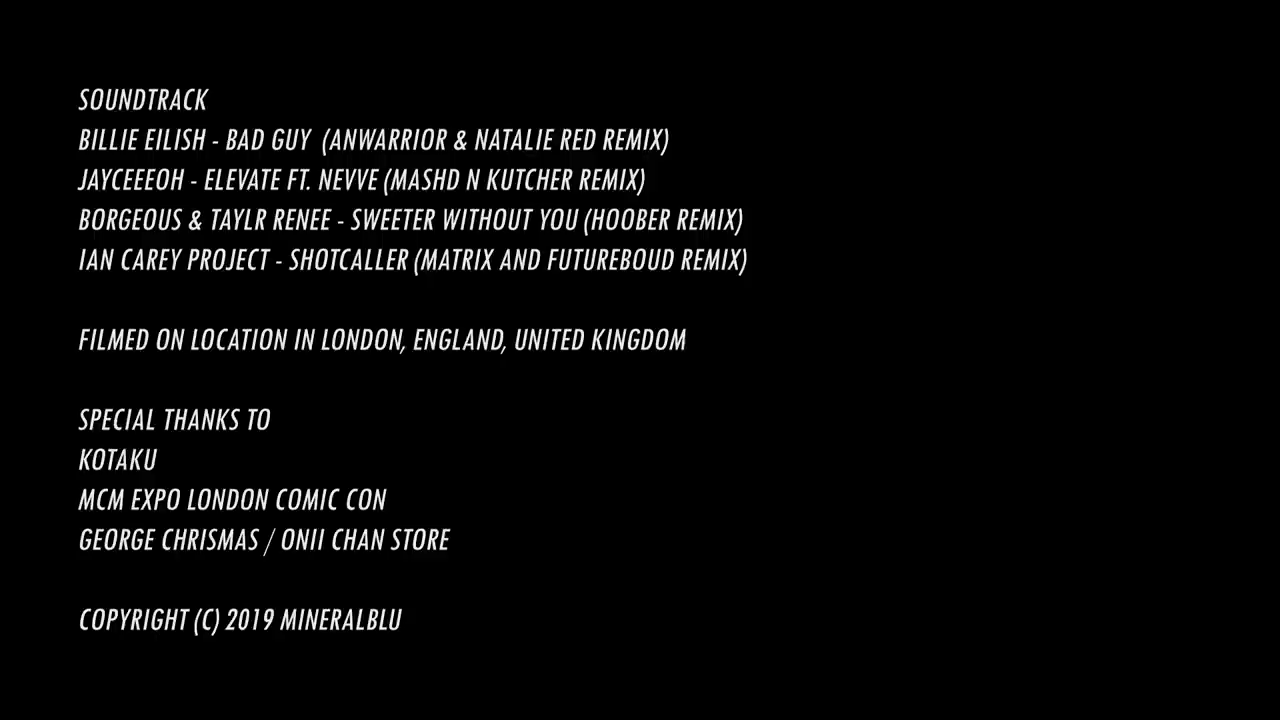 SOUNDTRACK
BILLIE EILISH - BAD GUY (ANWARRIOR & NATALIE RED REMIX)
JAYCEEEOH - ELEVATE FT. NEVVE (MASHD N KUTCHER REMIX)
BORGEOUS & TAYLR RENEE - SWEETER WITHOUT YOU (HOOBER REMIX)
IAN CAREY PROJECT - SHOTCALLER (MATRIX AND FUTUREBOUD REMIX)
FILMED ON LOCATION IN LONDON, ENGLAND, UNITED KINGDOM
SPECIAL THANKS TO
KOTAKU
MCM EXPO LONDON COMIC CON
GEORGE CHRISMAS / ONII CHAN STORE
COPYRIGHT (C) 2019 MINERALBLU